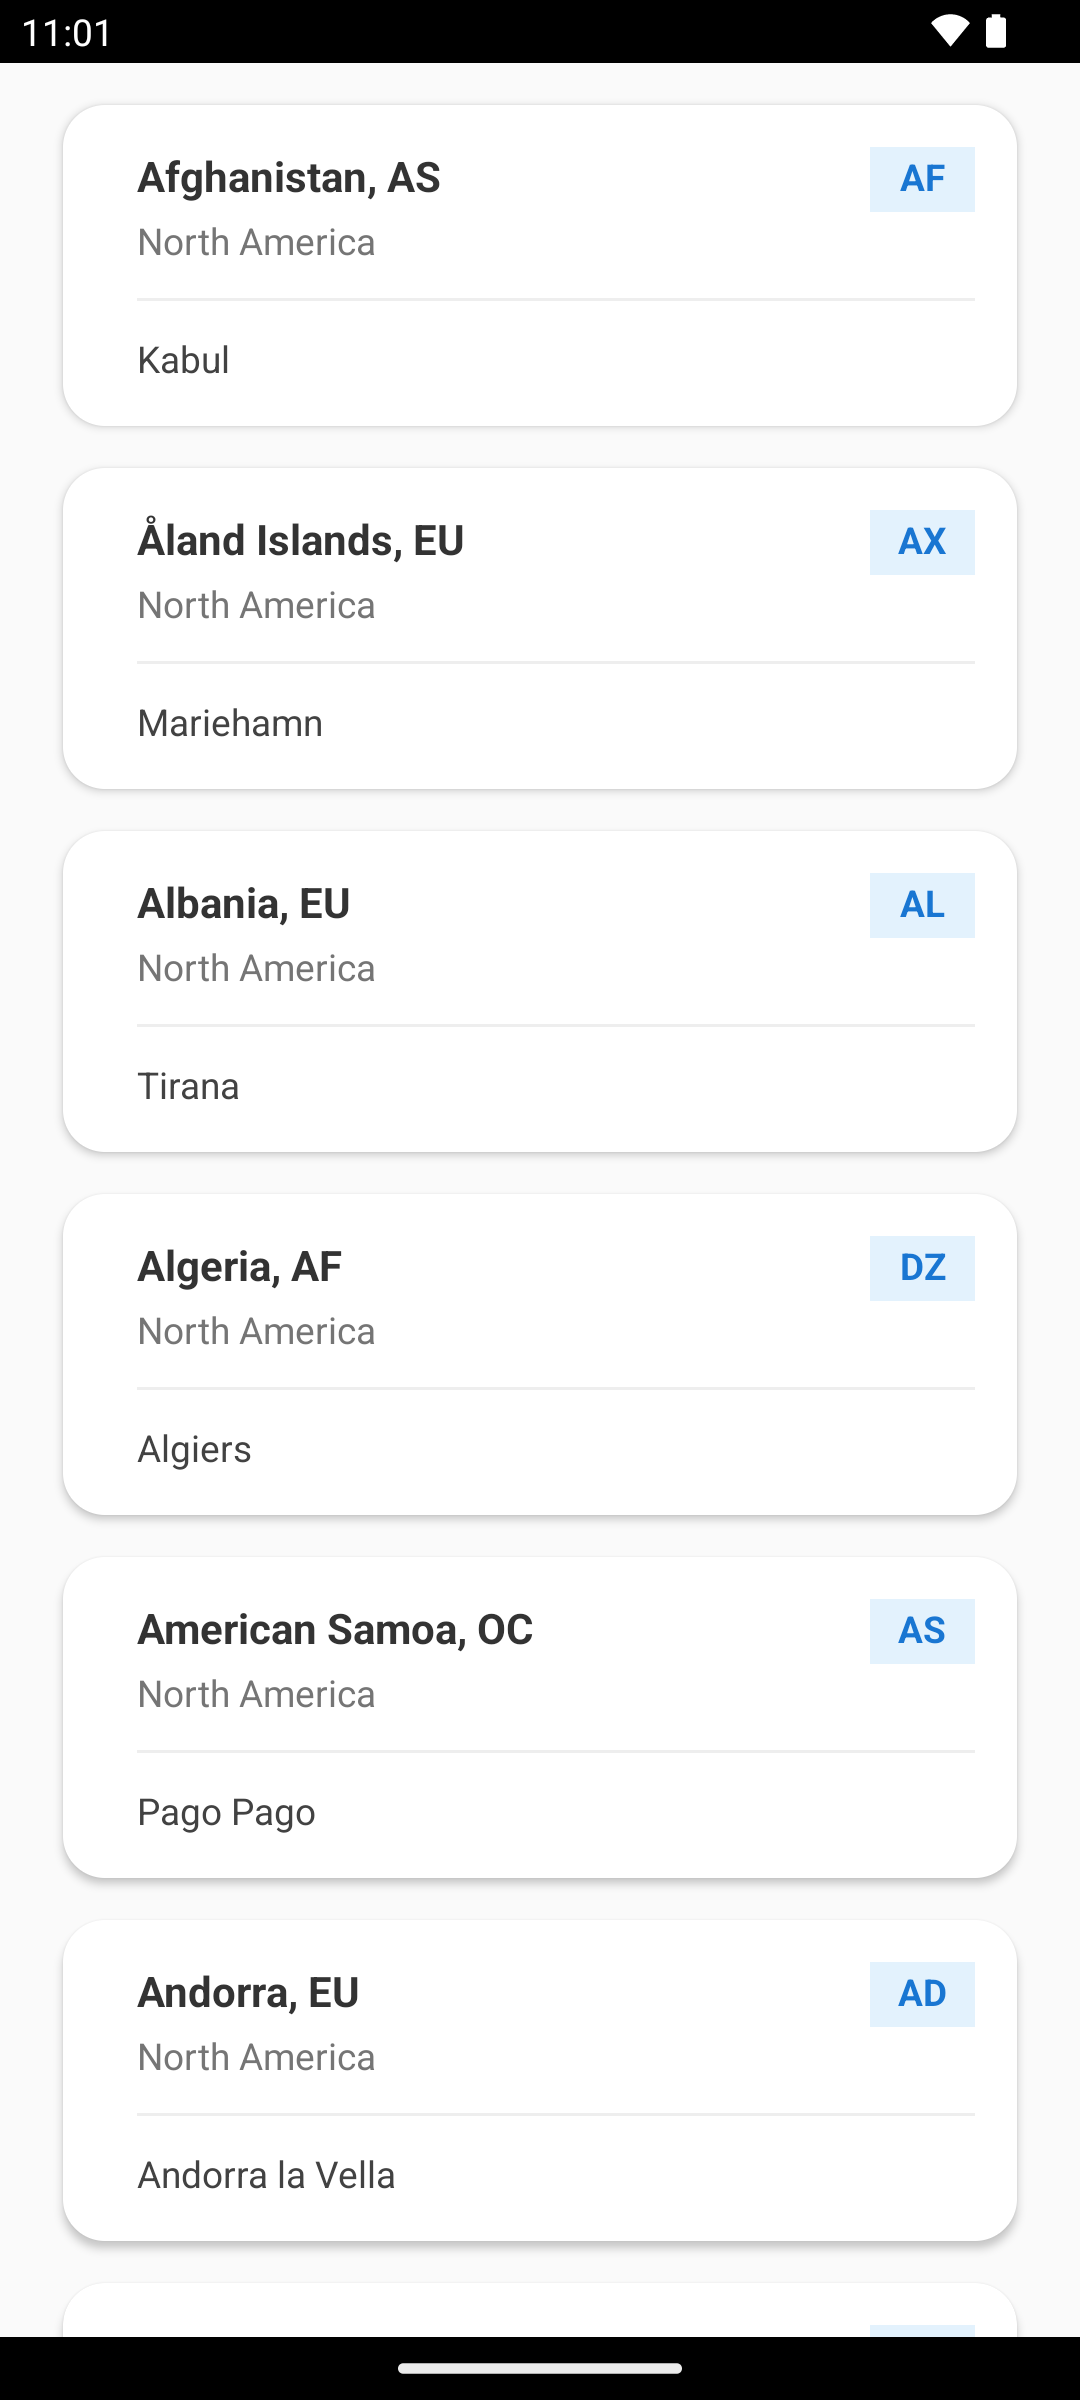 11:01
Afghanistan, AS
AF
North America
Kabul
Åland Islands, EU
AX
North America
Mariehamn
Albania, EU
AL
North America
Tirana
Algeria, AF
DZ
North America
Algiers
American Samoa, OC
AS
North America
Pago Pago
Andorra, EU
AD
North America
Andorra la Vella